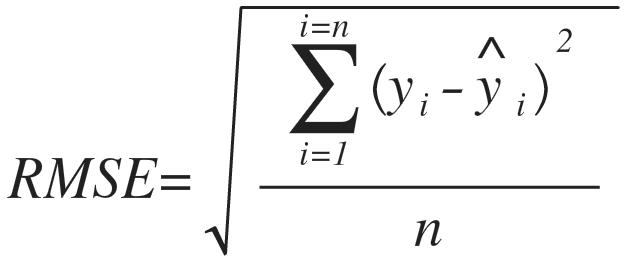 i=n
RMSE= √ ∑ (y_i - ŷ_i)^2
i=1
n